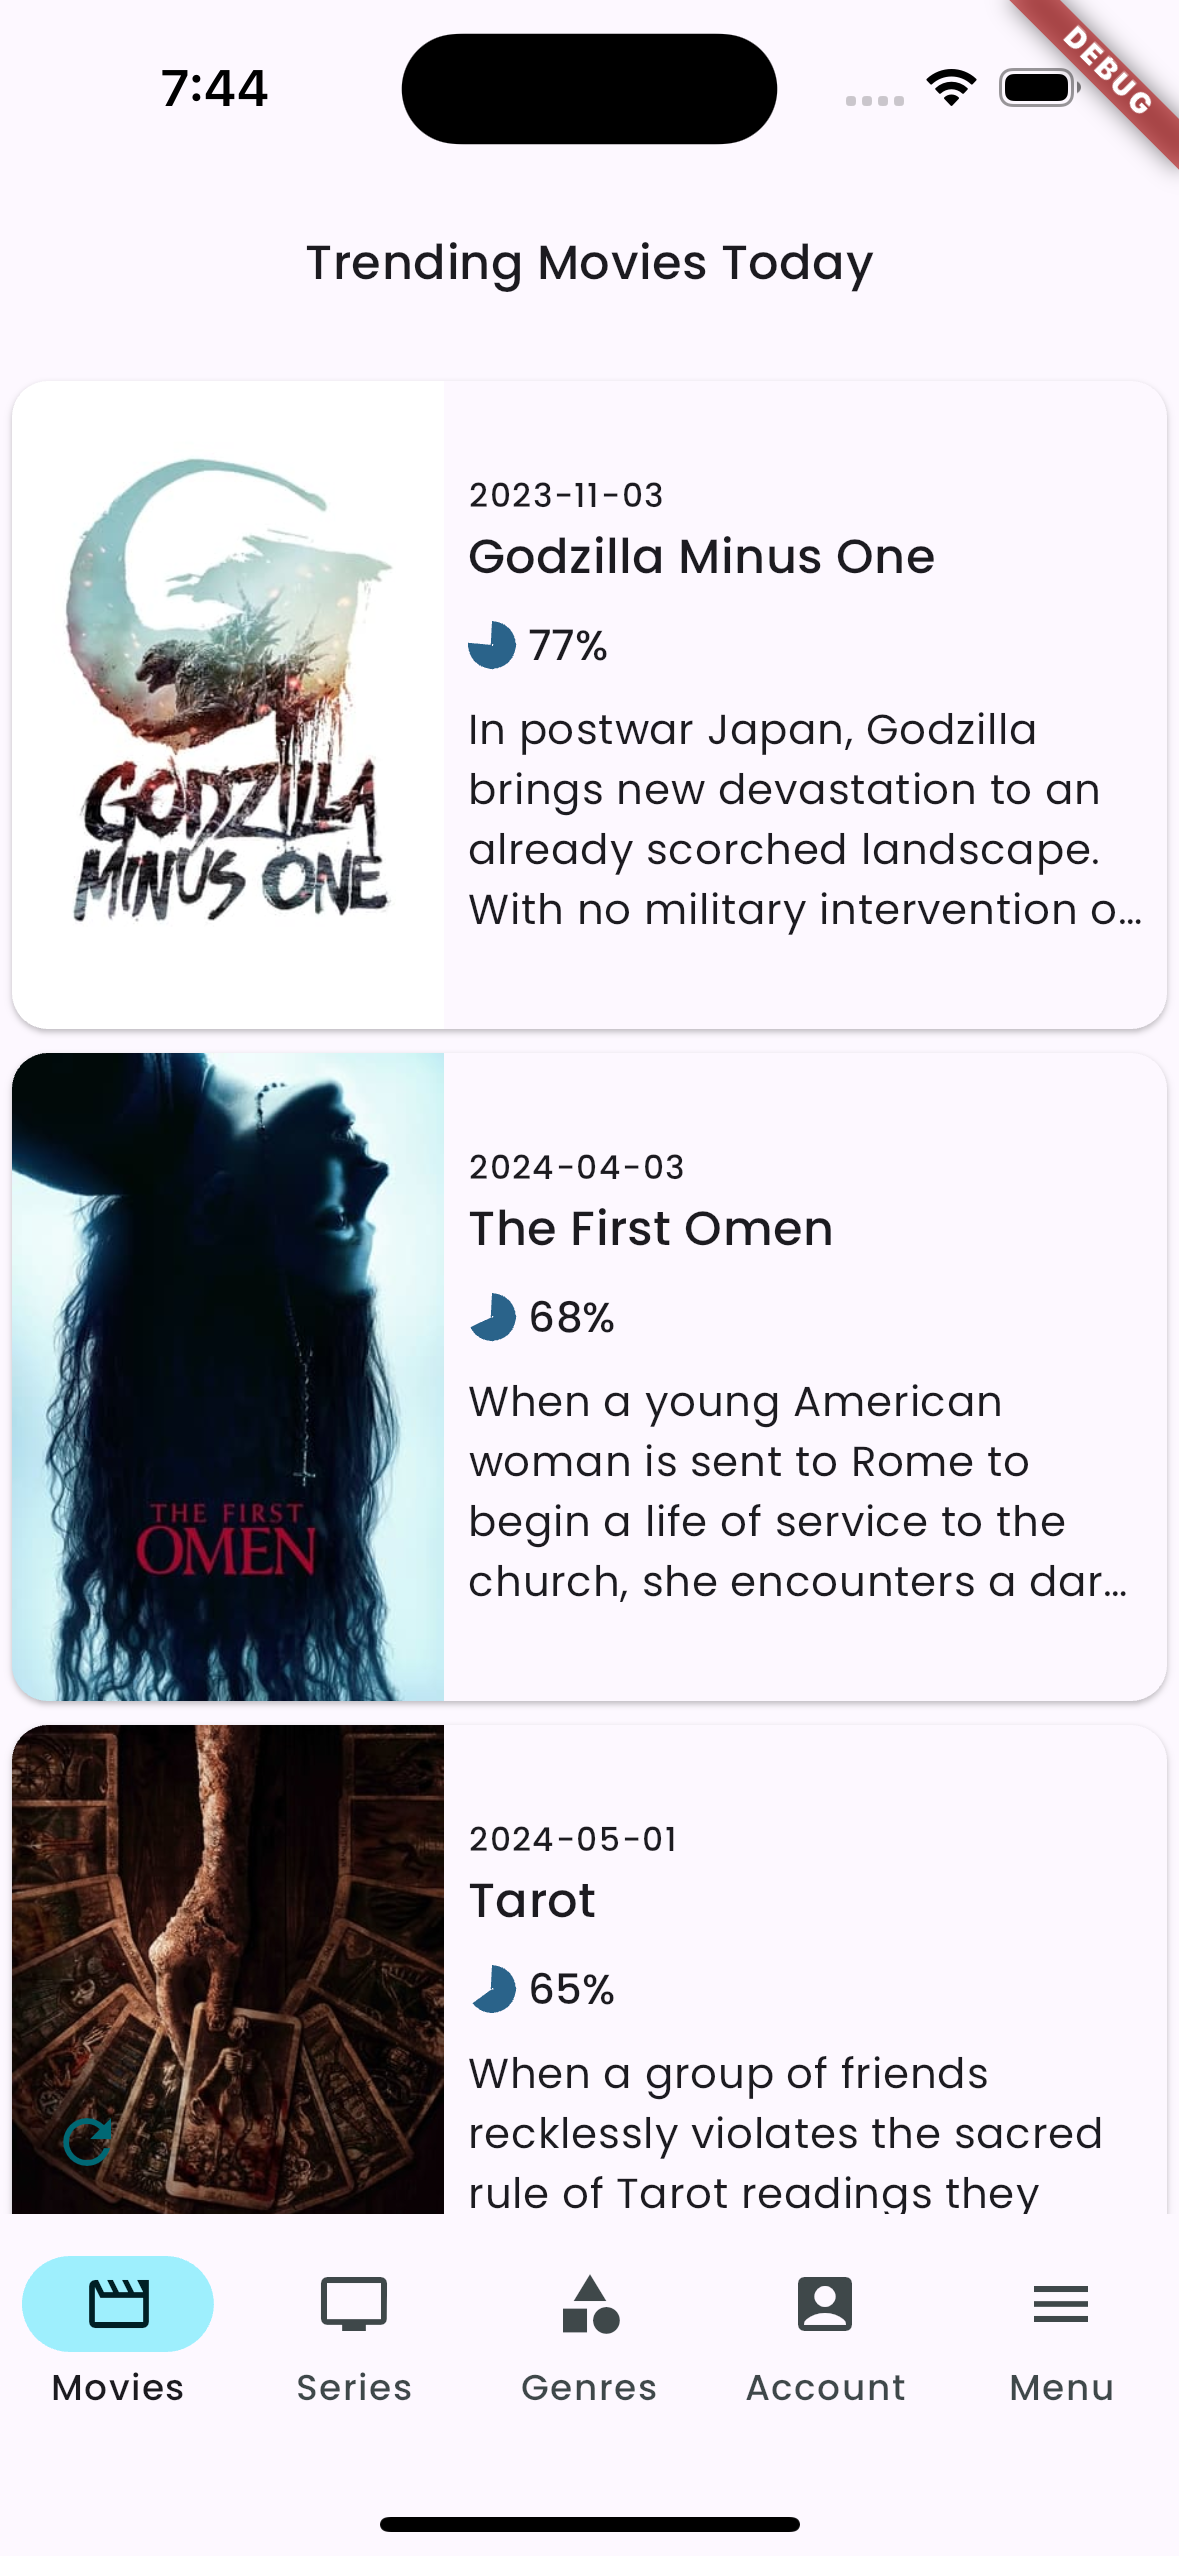 7:44
DEBUG
Trending Movies Today
GODZILLA
MINUS ONE
2023-11-03
Godzilla Minus One
77%
In postwar Japan, Godzilla
brings new devastation to an
already scorched landscape.
With no military intervention o...
THE FIRST
OMEN
2024-04-03
The First Omen
68%
When a young American
woman is sent to Rome to
begin a life of service to the
church, she encounters a dar...
2024-05-01
Tarot
65%
When a group of friends
recklessly violates the sacred
rule of Tarot readings they
Movies
Series
Genres
Account
Menu